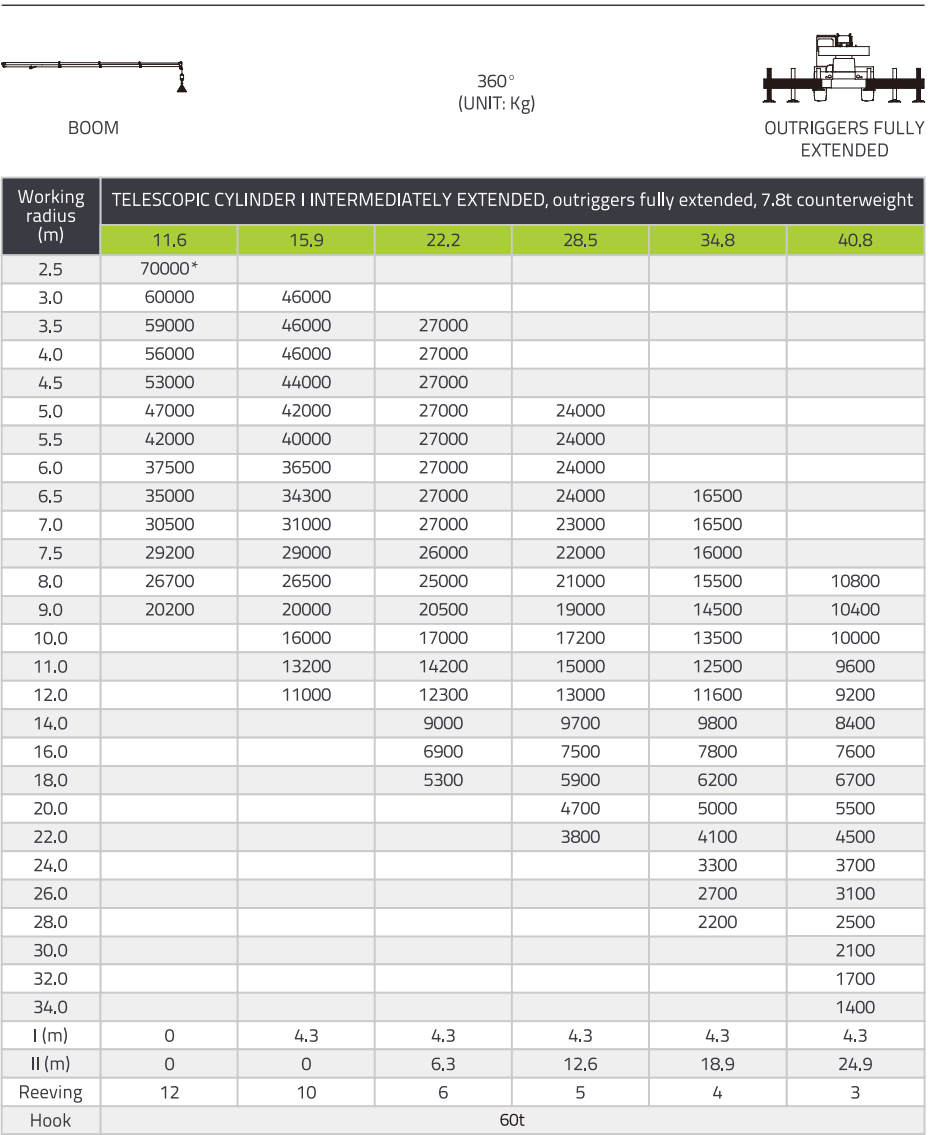 360°
(UNIT: Kg)
BOOM
OUTRIGGERS FULLY
EXTENDED
Working
radius
(m)
TELESCOPIC CYLINDER I INTERMEDIATELY EXTENDED, outriggers fully extended, 7.8t counterweight
11.6 15.9 22.2 28.5 34.8 40.8
2.5 70000*
3.0 60000 46000
3.5 59000 46000 27000
4.0 56000 46000 27000
4.5 53000 44000 27000
5.0 47000 42000 27000 24000
5.5 42000 40000 27000 24000
6.0 37500 36500 27000 24000
6.5 35000 34300 27000 24000 16500
7.0 30500 31000 27000 23000 16500
7.5 29200 29000 26000 22000 16000
8.0 26700 26500 25000 21000 15500 10800
9.0 20200 20000 20500 19000 14500 10400
10.0 16000 17000 17200 13500 10000
11.0 13200 14200 15000 12500 9600
12.0 11000 12300 13000 11600 9200
14.0 9000 9700 9800 8400
16.0 6900 7500 7800 7600
18.0 5300 5900 6200 6700
20.0 4700 5000 5500
22.0 3800 4100 4500
24.0 3300 3700
26.0 2700 3100
28.0 2200 2500
30.0 2100
32.0 1700
34.0 1400
I (m) 0 4.3 4.3 4.3 4.3 4.3
II (m) 0 0 6.3 12.6 18.9 24.9
Reeving 12 10 6 5 4 3
Hook 60t